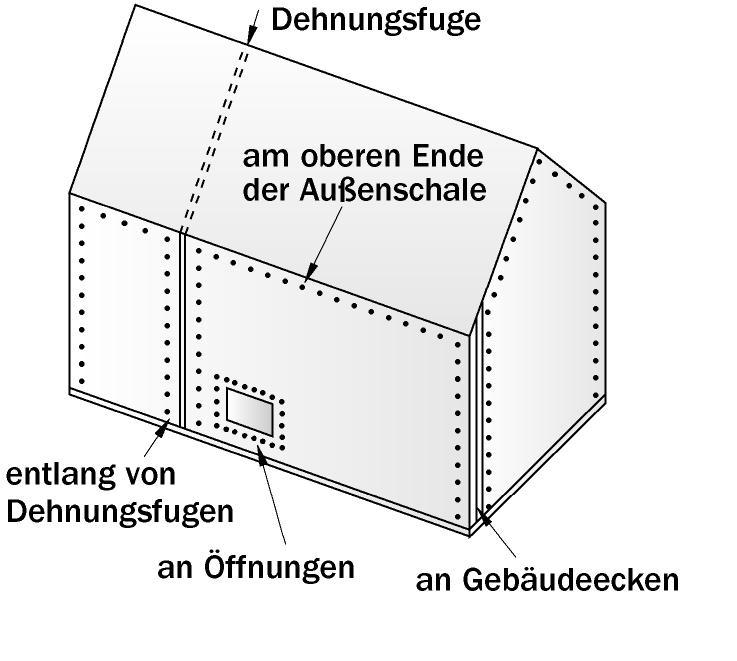 Dehnungsfuge
am oberen Ende
der Außenschale
entlang von
Dehnungsfugen
an Öffnungen
an Gebäudeecken